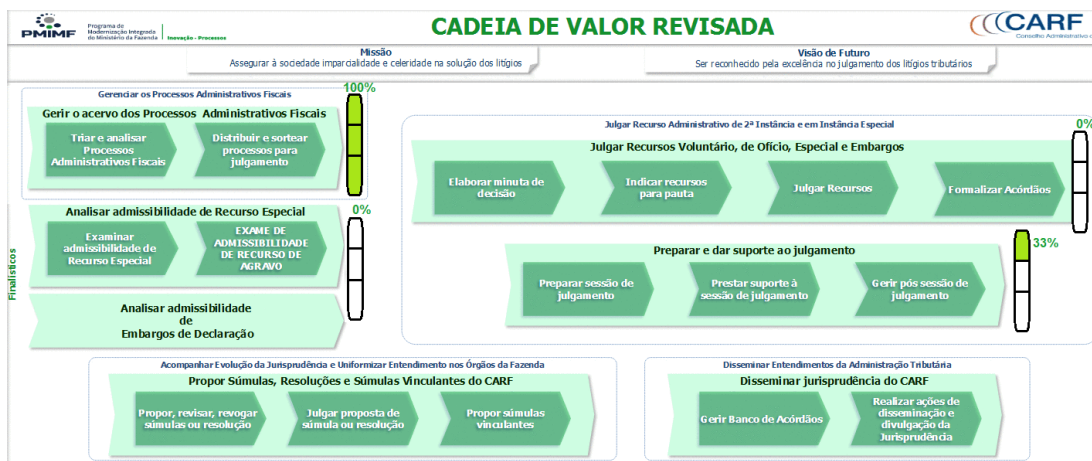 PMIMF
Programa de
Modernização Integrada
do Ministério da Fazenda
Inovação - Processos
CADEIA DE VALOR REVISADA
CARF
Conselho Administrativo d
Missão
Assegurar à sociedade imparcialidade e celeridade na solução dos litígios
Visão de Futuro
Ser reconhecido pela excelência no julgamento dos litígios tributários
Finalísticos
Gerenciar os Processos Administrativos Fiscais
100%
Gerir o acervo dos Processos Administrativos Fiscais
Triar e analisar
Processos
Administrativos Fiscais
Distribuir e sortear
processos para
julgamento
Analisar admissibilidade de Recurso Especial
0%
Examinar
admissibilidade de
Recurso Especial
EXAME DE
ADMISSIBILIDADE
DE RECURSO DE
AGRAVO
Analisar admissibilidade
de
Embargos de Declaração
Julgar Recurso Administrativo de 2ª Instância e em Instância Especial
0%
Julgar Recursos Voluntário, de Ofício, Especial e Embargos
Elaborar minuta de
decisão
Indicar recursos
para pauta
Julgar Recursos
Formalizar Acórdãos
Preparar e dar suporte ao julgamento
33%
Preparar sessão de
julgamento
Prestar suporte à
sessão de julgamento
Gerir pós sessão de
julgamento
Acompanhar Evolução da Jurisprudência e Uniformizar Entendimento nos Órgãos da Fazenda
Propor Súmulas, Resoluções e Súmulas Vinculantes do CARF
Propor, revisar, revogar
súmulas ou resolução
Julgar proposta de
súmula ou resolução
Propor súmulas
vinculantes
Disseminar Entendimentos da Administração Tributária
Disseminar jurisprudência do CARF
Gerir Banco de Acórdãos
Realizar ações de
disseminação e
divulgação da
Jurisprudência